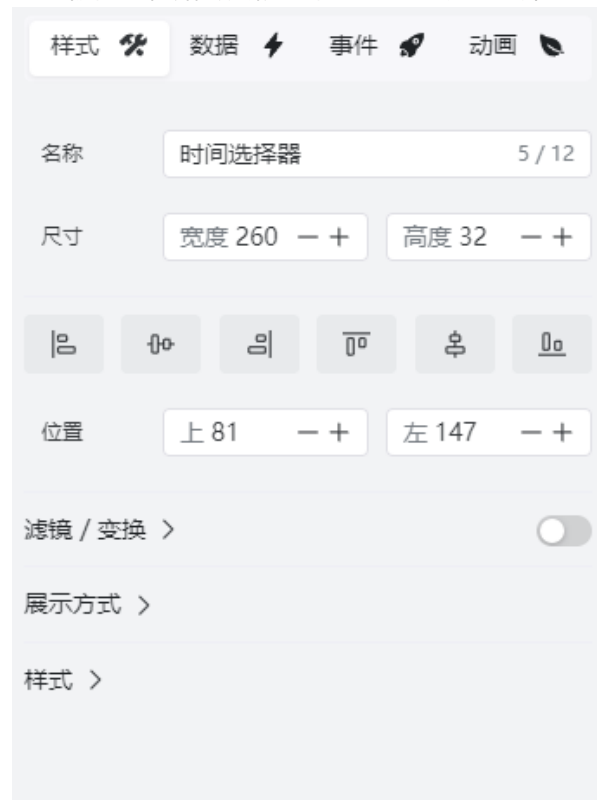 样式 数据 事件 动画
名称 时间选择器 5 / 12
尺寸 宽度 260 — + 高度 32 — +
位置 上 81 — + 左 147 — +
滤镜 / 变换 >
展示方式 >
样式 >